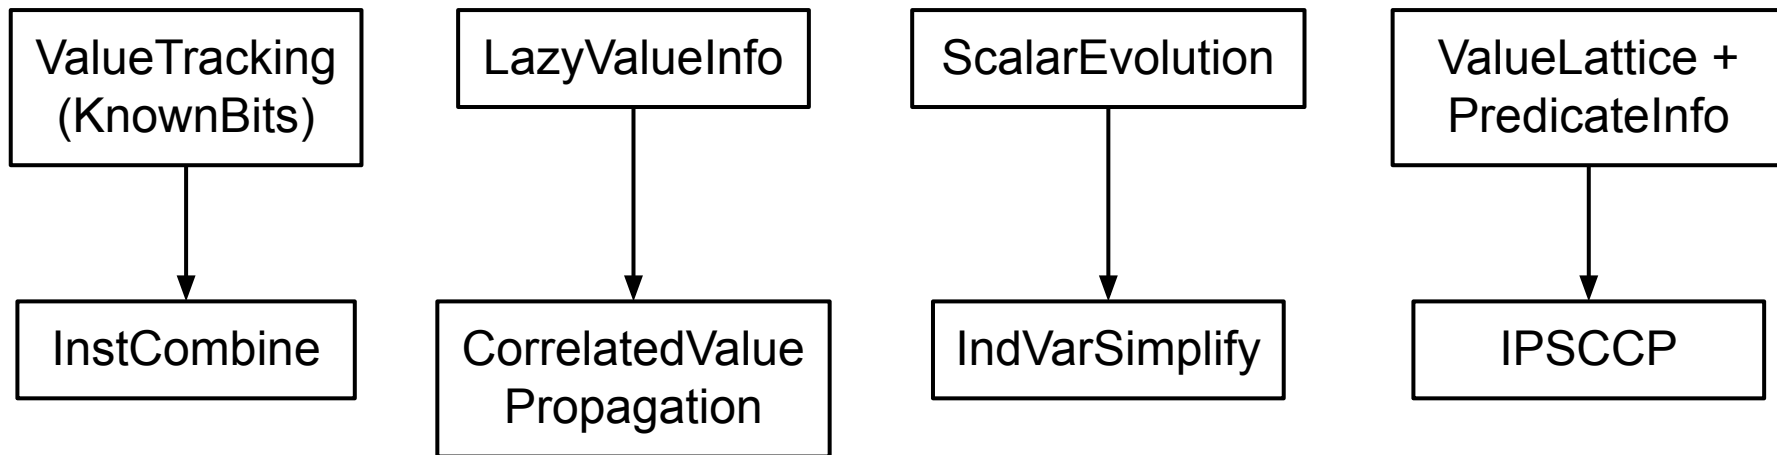 ValueTracking
(KnownBits)
LazyValueInfo
ScalarEvolution
ValueLattice +
PredicateInfo
InstCombine
CorrelatedValue
Propagation
IndVarSimplify
IPSCCP